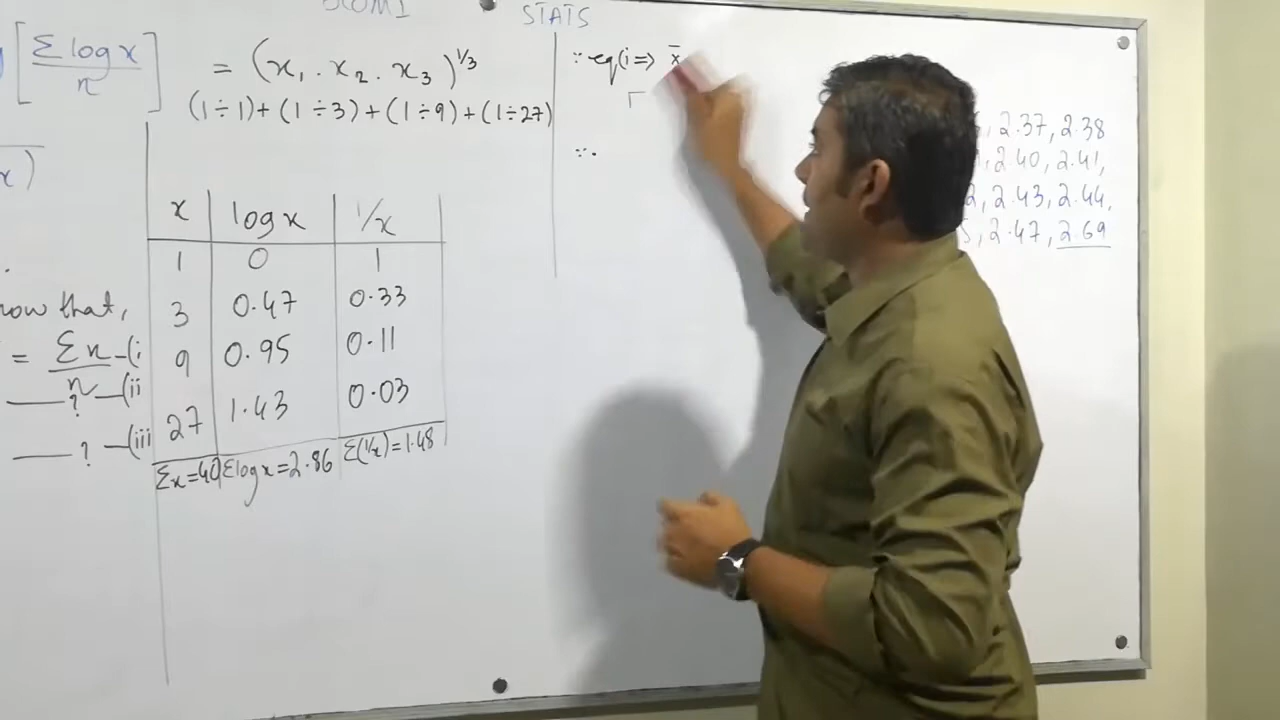 STATS
[Σ log x / n]
= (x₁ . x₂ . x₃)^1/3
(1÷1)+(1÷3)+(1÷9)+(1÷27)
x)
x | log x | 1/x
1 | 0 | 1
3 | 0.47 | 0.33
9 | 0.95 | 0.11
27 | 1.43 | 0.03
Σx=40 | Σlog x=2.86 | Σ(1/x)=1.48
that,
= Σx/n —(i
? —(ii
? —(iii
∵ eq(i ⇒ x̄
∵.
2.37, 2.38
2.40, 2.41,
2.43, 2.44,
2.47, 2.69